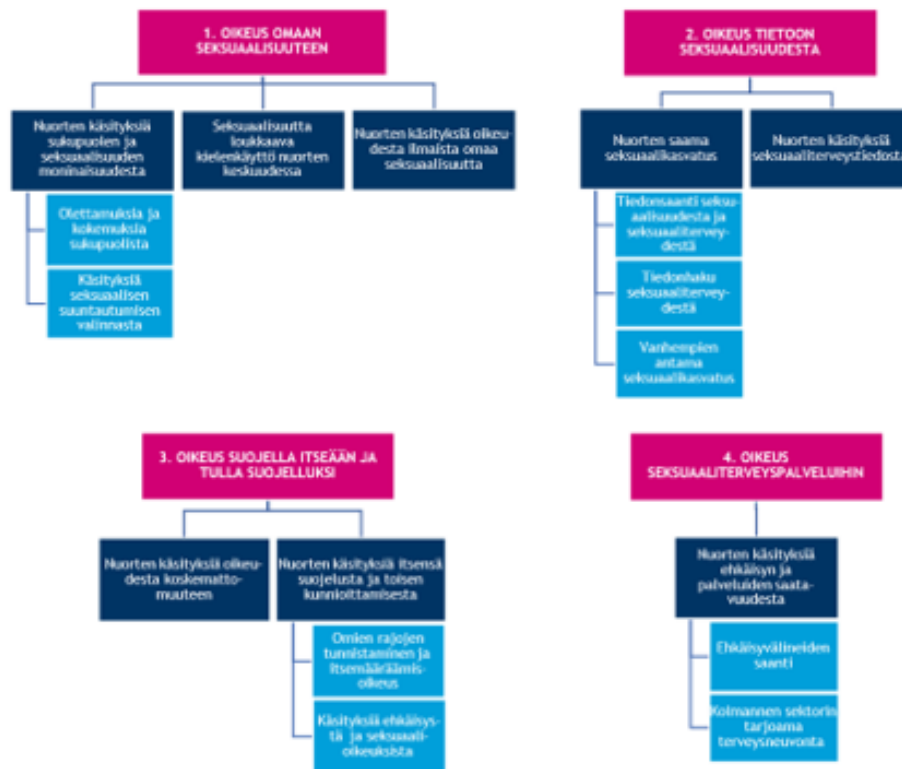 1. OIKEUS OMAAN
SEKSUAALISUUTEEN
Nuorten käsityksiä
sukupuolen ja
seksuaalisuuden
moninaisuudesta
Olettamuksia ja
kokemuksia
sukupuolista
Käsityksiä
seksuaalisen
suuntautumisen
valinnasta
Seksuaalisuutta
loukkaava
kielenkäyttö nuorten
keskuudessa
Nuorten käsityksiä oikeu-
desta ilmaista omaa
seksuaalisuutta
2. OIKEUS TIETOON
SEKSUAALISUUDESTA
Nuorten saama
seksuaalikasvatus
Tiedonsaanti seksu-
aalisuudesta ja
seksuaalitervey-
destä
Tiedonhaku
seksuaalitervey-
destä
Vanhempien
antama
seksuaalikasvatus
Nuorten käsityksiä
seksuaaliterveystiedosta
3. OIKEUS SUOJELLA ITSEÄÄN JA
TULLA SUOJELLUKSI
Nuorten käsityksiä oikeu-
desta koskematto-
muuteen
Nuorten käsityksiä itsensä
suojelusta ja toisen
kunnioittamisesta
Omien rajojen
tunnistaminen ja
itsemääräämis-
oikeus
Käsityksiä ehkäisys-
tä ja seksuaali-
oikeuksista
4. OIKEUS
SEKSUAALITERVEYSPALVELUIHIN
Nuorten käsityksiä
ehkäisyn ja
palveluiden saata-
vuudesta
Ehkäisyvälineiden
saanti
Kolmannen sektorin
tarjoama
terveysneuvonta